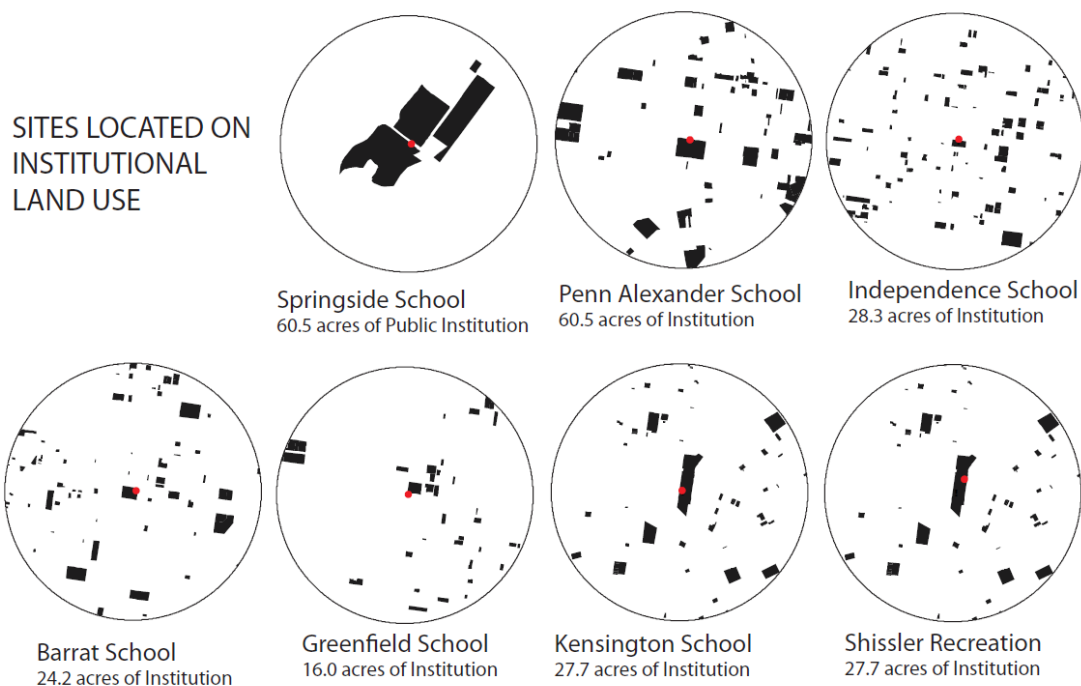 SITES LOCATED ON
INSTITUTIONAL
LAND USE
Springside School
60.5 acres of Public Institution
Penn Alexander School
60.5 acres of Institution
Independence School
28.3 acres of Institution
Barrat School
24.2 acres of Institution
Greenfield School
16.0 acres of Institution
Kensington School
27.7 acres of Institution
Shissler Recreation
27.7 acres of Institution